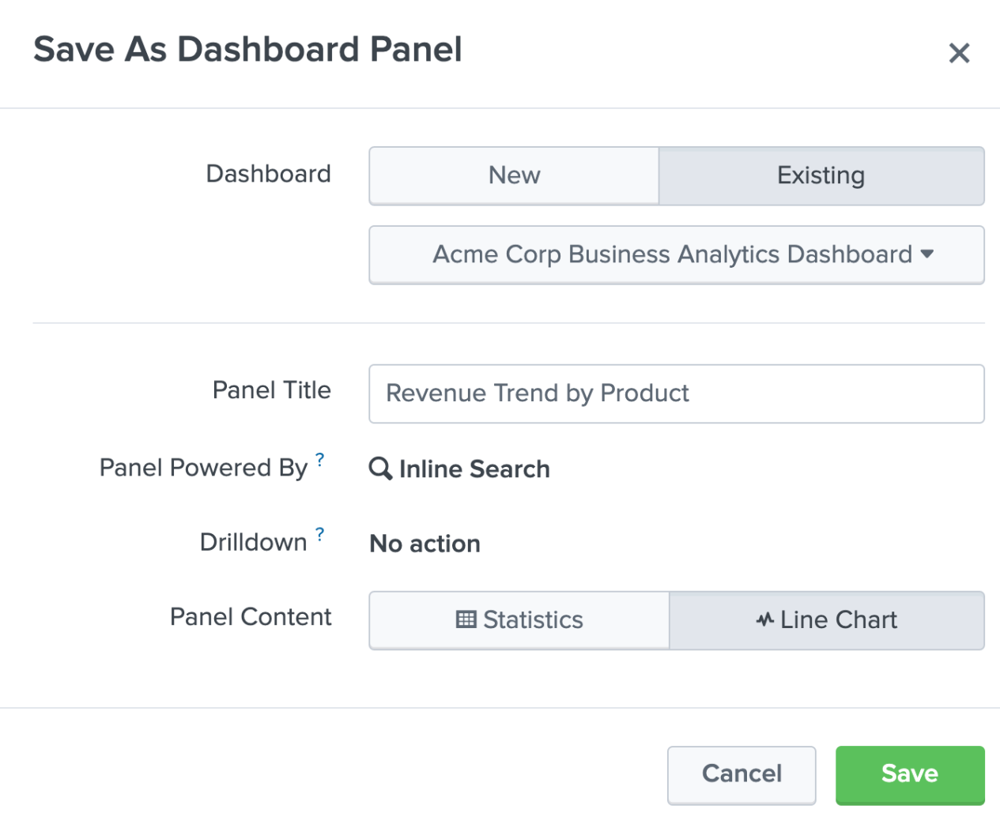 Save As Dashboard Panel
Dashboard
New
Existing
Acme Corp Business Analytics Dashboard
Panel Title
Revenue Trend by Product
Panel Powered By ?
Inline Search
Drilldown ?
No action
Panel Content
Statistics
Line Chart
Cancel
Save